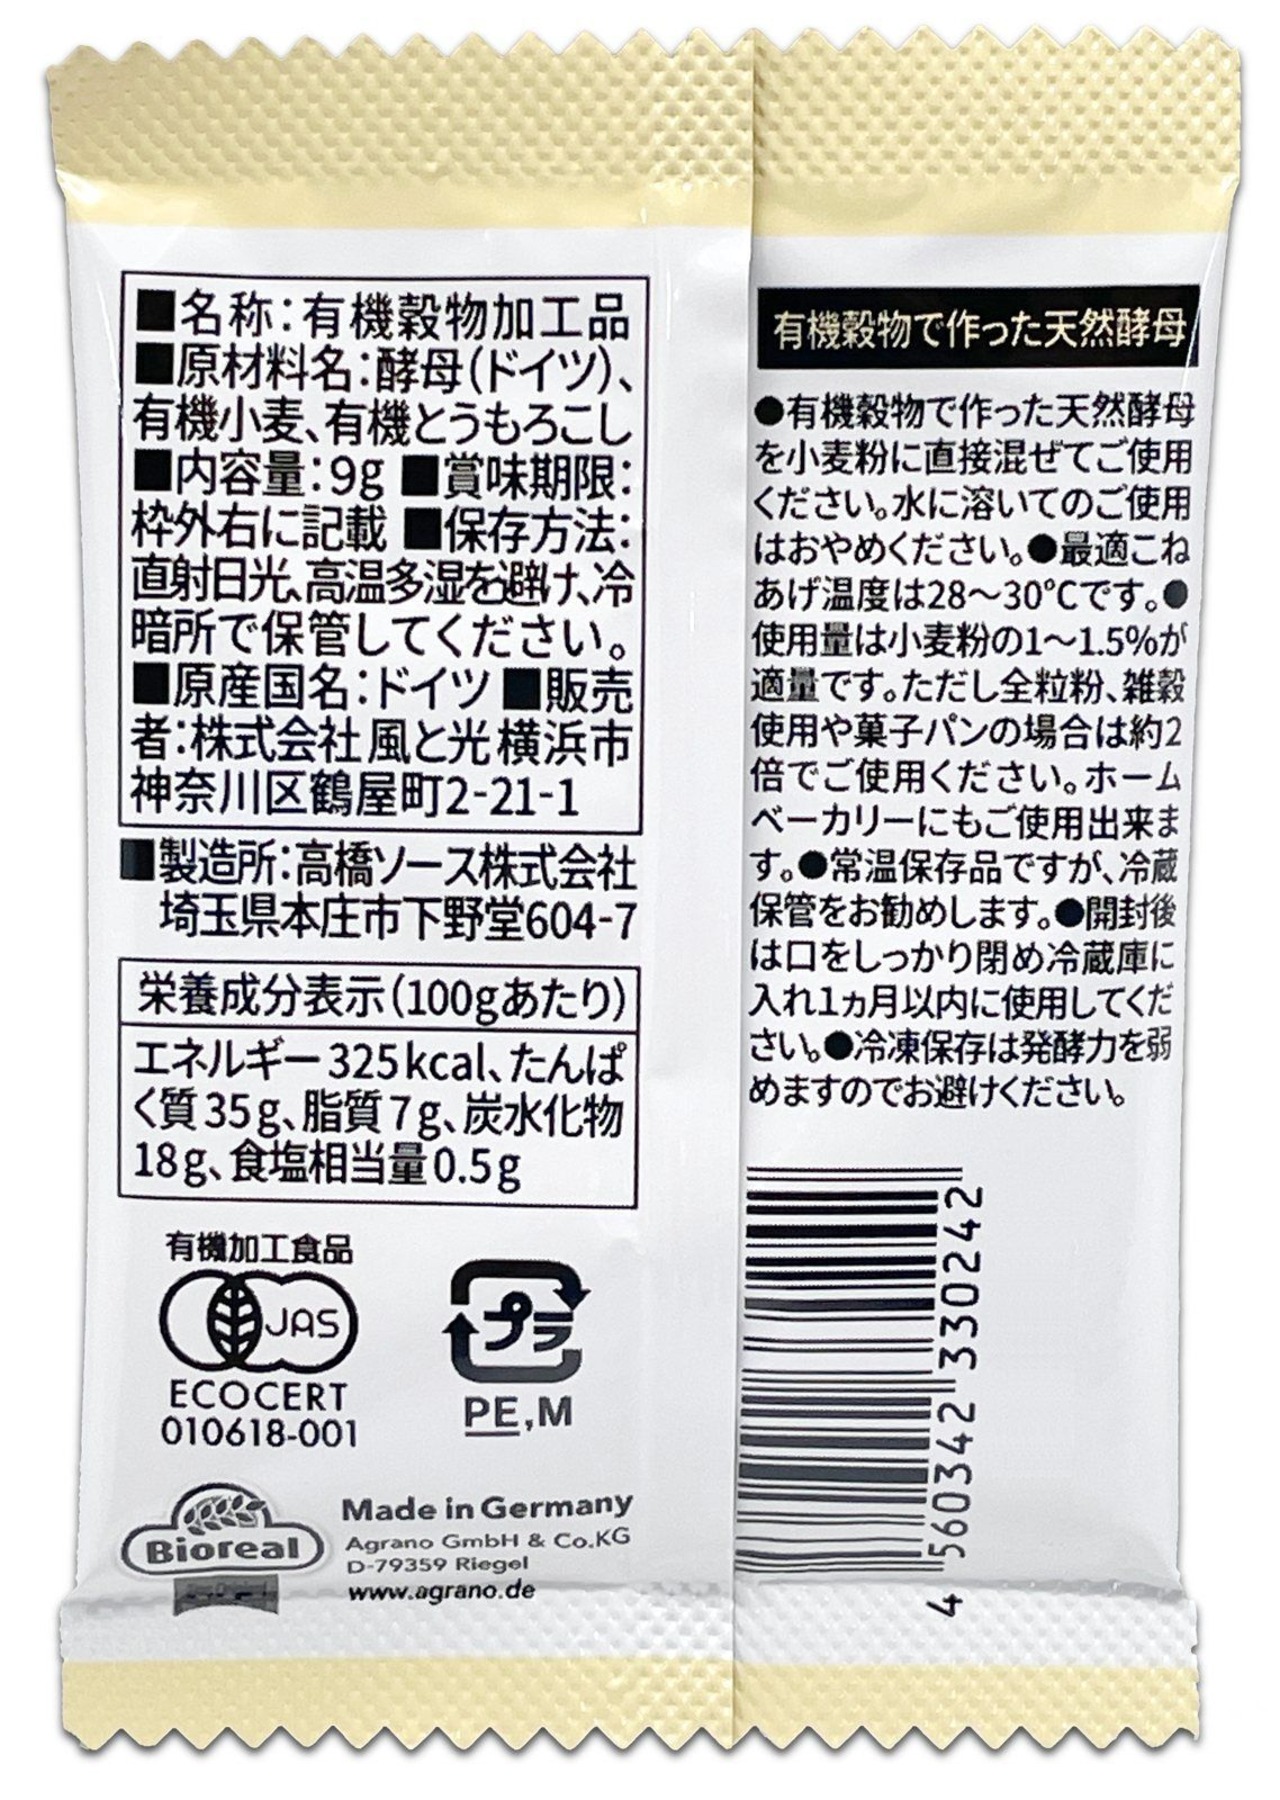 ■名称:有機穀物加工品
■原材料名:酵母(ドイツ)、
有機小麦、有機とうもろこし
■内容量:9g ■賞味期限:
枠外右に記載 ■保存方法:
直射日光、高温多湿を避け、冷
暗所で保管してください。
■原産国名:ドイツ ■販売
者:株式会社風と光 横浜市
神奈川区鶴屋町2-21-1
■製造所:高橋ソース株式会社
埼玉県本庄市下野堂604-7
栄養成分表示(100gあたり)
エネルギー325kcal、たんぱ
く質35g、脂質7g、炭水化物
18g、食塩相当量0.5g
有機加工食品
JAS
ECOCERT
010618-001
プラ
PE,M
Bioreal
Made in Germany
Agrano GmbH & Co.KG
D-79359 Riegel
www.agrano.de
有機穀物で作った天然酵母
●有機穀物で作った天然酵母
を小麦粉に直接混ぜてご使用
ください。水に溶いてのご使用
はおやめください。●最適こね
あげ温度は28～30℃です。●
使用量は小麦粉の1～1.5%が
適量です。ただし全粒粉、雑穀
使用や菓子パンの場合は約2
倍でご使用ください。ホーム
ベーカリーにもご使用出来ま
す。●常温保存品ですが、冷蔵
保管をお勧めします。●開封後
は口をしっかり閉め冷蔵庫に
入れ1ヵ月以内に使用してくだ
さい。●冷凍保存は発酵力を弱
めますのでお避けください。
4 560342 330242